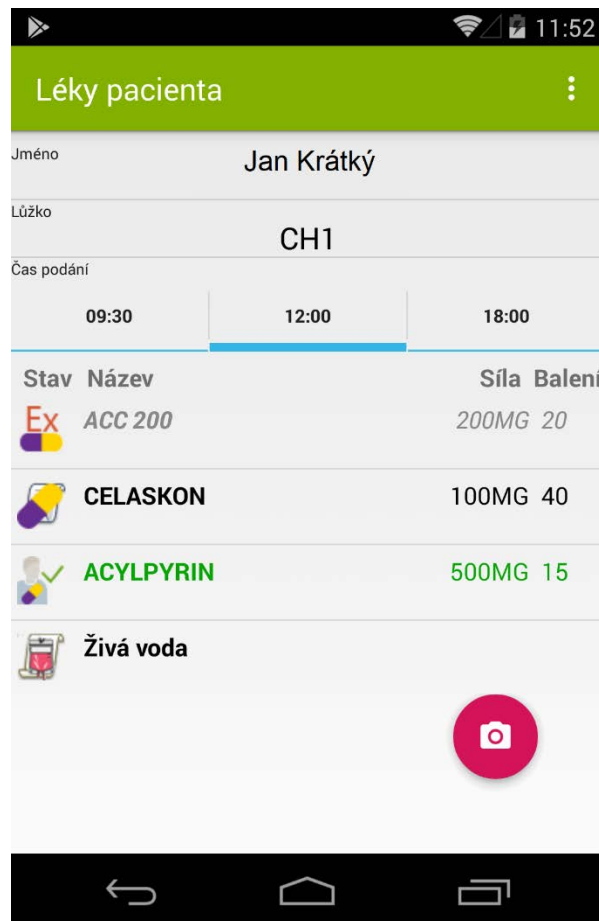 11:52
Léky pacienta
Jméno
Jan Krátký
Lůžko
CH1
Čas podání
09:30 12:00 18:00
Stav Název Síla Balení
Ex ACC 200 200MG 20
CELASKON 100MG 40
ACYLPYRIN 500MG 15
Živá voda